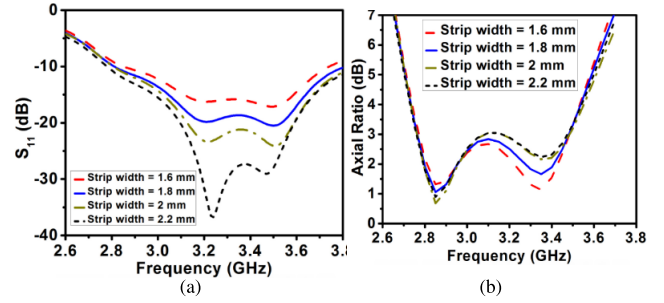 0
-10
-20
-30
-40
S11 (dB)
Strip width = 1.6 mm
Strip width = 1.8 mm
Strip width = 2 mm
Strip width = 2.2 mm
2.6 2.8 3.0 3.2 3.4 3.6 3.8
Frequency (GHz)
(a)
7
6
5
4
3
2
1
0
Axial Ratio (dB)
Strip width = 1.6 mm
Strip width = 1.8 mm
Strip width = 2 mm
Strip width = 2.2 mm
2.6 2.8 3.0 3.2 3.4 3.6 3.8
Frequency (GHz)
(b)